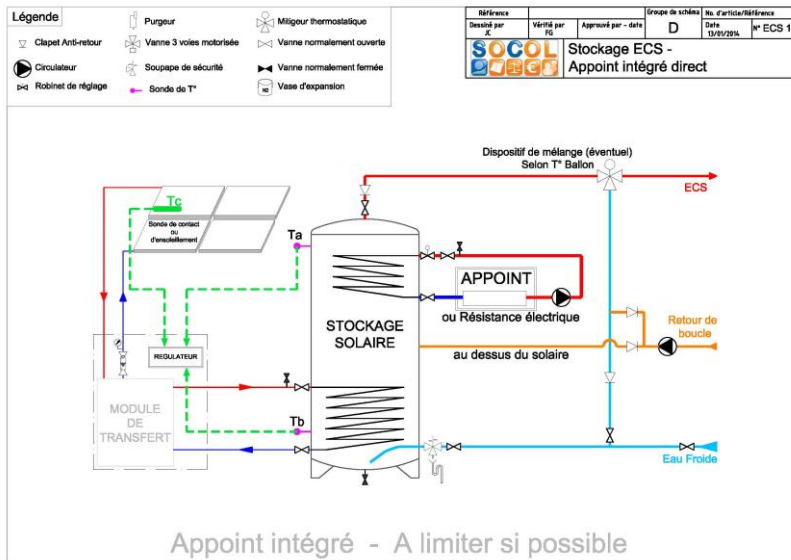 Légende
Purgeur
Mitigeur thermostatique
Clapet Anti-retour
Vanne 3 voies motorisée
Vanne normalement ouverte
Circulateur
Soupape de sécurité
Vanne normalement fermée
Robinet de réglage
Sonde de T°
Vase d'expansion
Référence
Groupe de schéma
No. d'article/Référence
Dessiné par
JC
Vérifié par
FG
Approuvé par - date
D
Date
13/01/2014
N° ECS 1
SOCOL
Stockage ECS -
Appoint intégré direct
Dispositif de mélange (éventuel)
Selon T° Ballon
ECS
Tc
Sonde de contact
ou
d'ensoleillement
Ta
APPOINT
ou Résistance électrique
STOCKAGE
SOLAIRE
Retour de
boucle
au dessus du solaire
REGULATEUR
MODULE
DE
TRANSFERT
Tb
Eau Froide
Appoint intégré - A limiter si possible